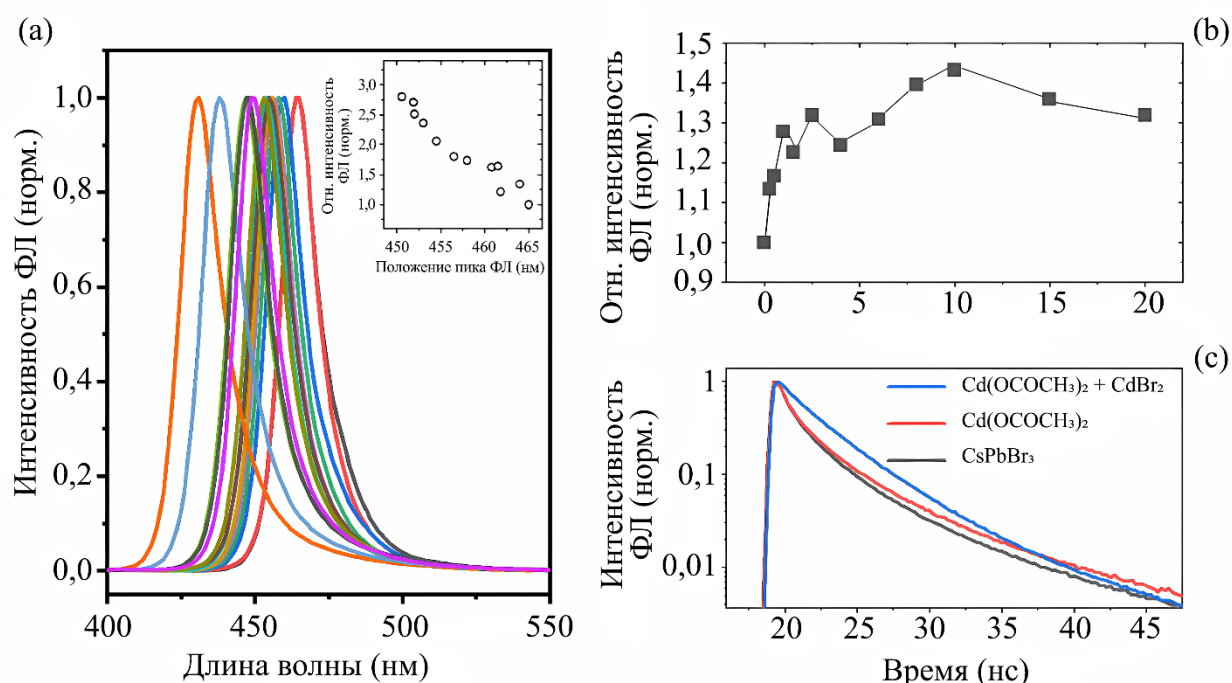 (a)
Интенсивность ФЛ (норм.)
1,0
0,8
0,6
0,4
0,2
0,0
400
450
500
550
Длина волны (нм)
Отн. интенсивность
ФЛ (норм.)
3,0
2,5
2,0
1,5
1,0
450
455
460
465
Положение пика ФЛ (нм)
(b)
Отн. интенсивность
ФЛ (норм.)
1,5
1,4
1,3
1,2
1,1
1,0
0,9
0
5
10
15
20
(c)
Интенсивность
ФЛ (норм.)
1
0,1
0,01
Cd(OCOCH₃)₂ + CdBr₂
Cd(OCOCH₃)₂
CsPbBr₃
20
25
30
35
40
45
Время (нс)